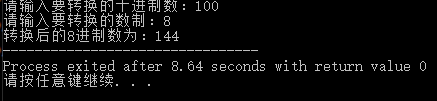 请输入要转换的十进制数：100
请输入要转换的数制：8
转换后的8进制数为：144
--------------------------------
Process exited after 8.64 seconds with return value 0
请按任意键继续. . .